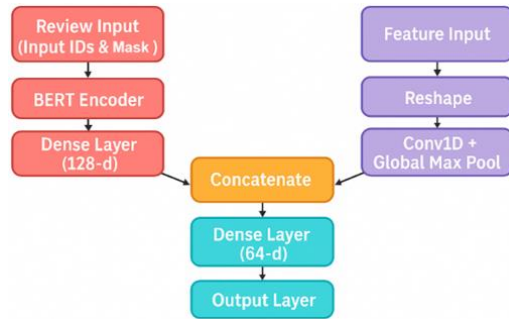 Review Input
(Input IDs & Mask )
BERT Encoder
Dense Layer
(128-d)
Feature Input
Reshape
Conv1D +
Global Max Pool
Concatenate
Dense Layer
(64-d)
Output Layer